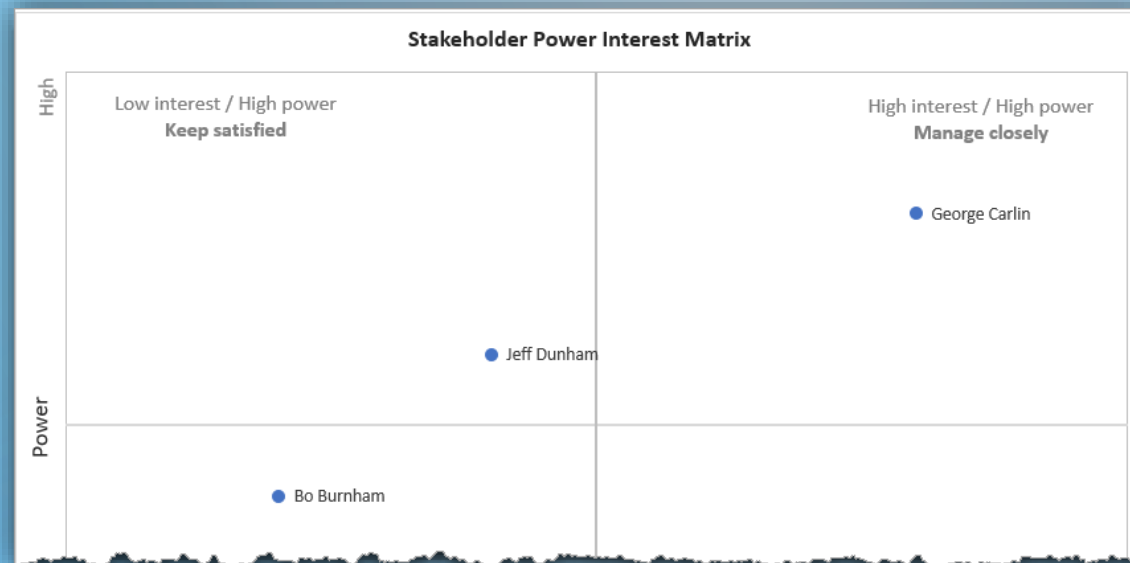 Stakeholder Power Interest Matrix
High
Low interest / High power
Keep satisfied
High interest / High power
Manage closely
George Carlin
Jeff Dunham
Power
Bo Burnham